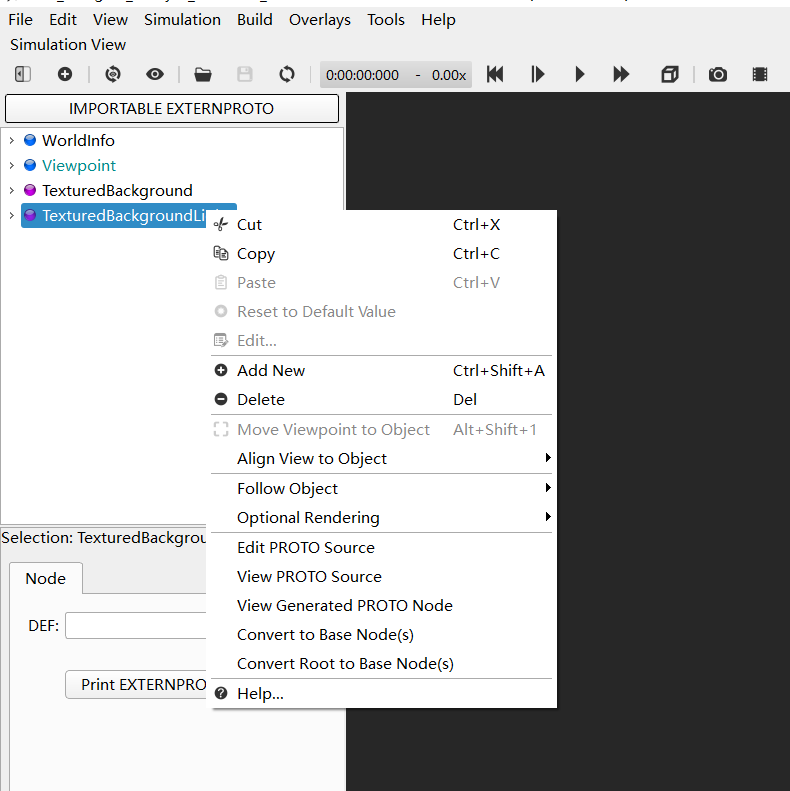 File Edit View Simulation Build Overlays Tools Help
Simulation View
0:00:00:000 - 0.00x
IMPORTABLE EXTERNPROTO
WorldInfo
Viewpoint
TexturedBackground
TexturedBackgroundLi
Cut Ctrl+X
Copy Ctrl+C
Paste Ctrl+V
Reset to Default Value
Edit...
Add New Ctrl+Shift+A
Delete Del
Move Viewpoint to Object Alt+Shift+1
Align View to Object
Follow Object
Optional Rendering
Edit PROTO Source
View PROTO Source
View Generated PROTO Node
Convert to Base Node(s)
Convert Root to Base Node(s)
Help...
Selection: TexturedBackgrou
Node
DEF:
Print EXTERNPRO